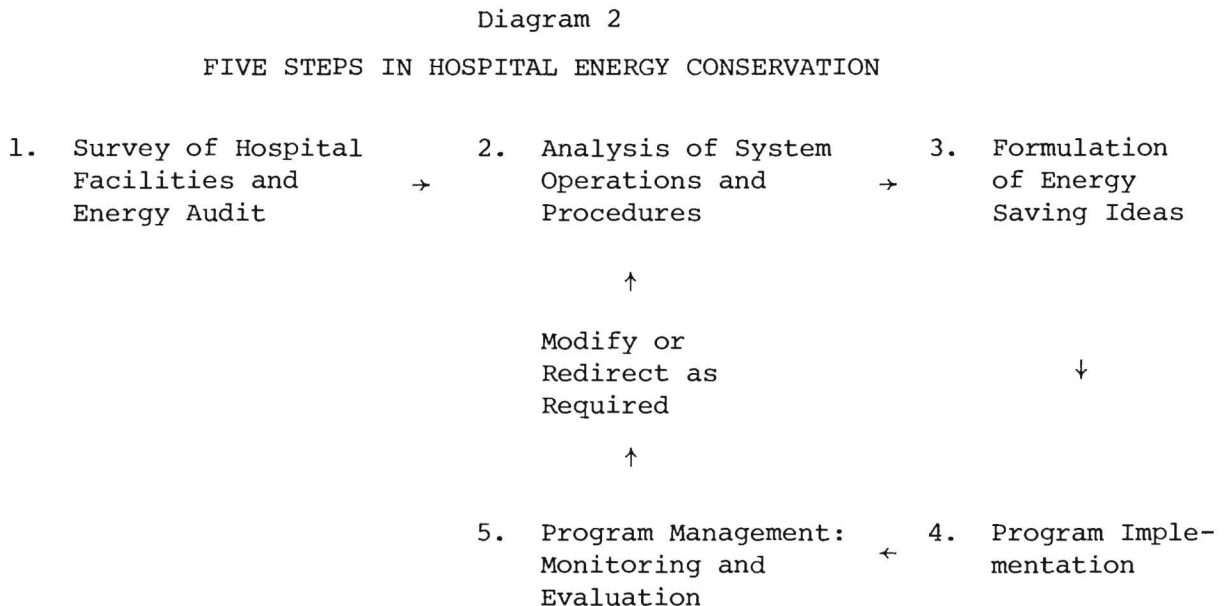 Diagram 2
FIVE STEPS IN HOSPITAL ENERGY CONSERVATION
1. Survey of Hospital
Facilities and
Energy Audit
→
2. Analysis of System
Operations and
Procedures
→
3. Formulation
of Energy
Saving Ideas
↓
4. Program Imple-
mentation
←
5. Program Management:
Monitoring and
Evaluation
↑
Modify or
Redirect as
Required
↑